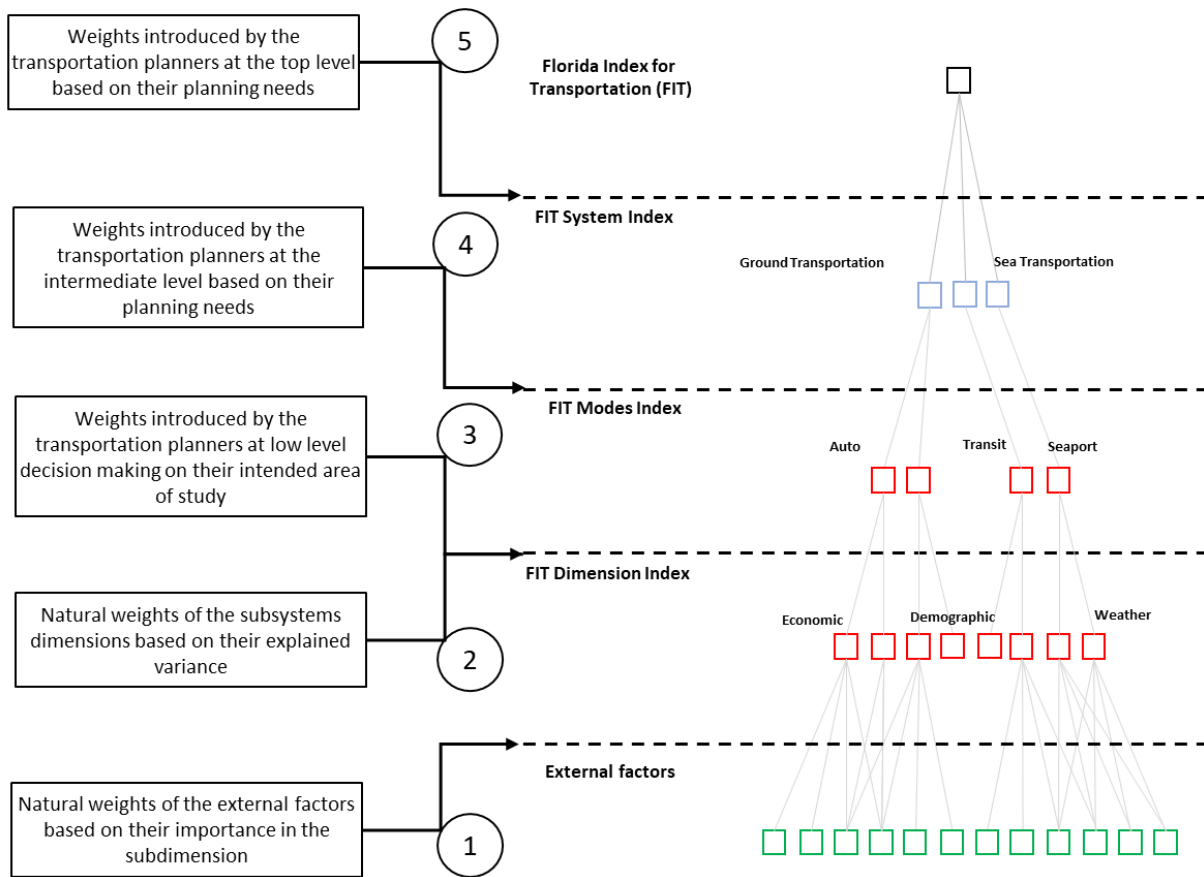 Weights introduced by the
transportation planners at the top level
based on their planning needs
5
Florida Index for
Transportation (FIT)
FIT System Index
Weights introduced by the
transportation planners at the
intermediate level based on their
planning needs
4
Ground Transportation
Sea Transportation
FIT Modes Index
Weights introduced by the
transportation planners at low level
decision making on their intended area
of study
3
Auto
Transit
Seaport
FIT Dimension Index
Natural weights of the subsystems
dimensions based on their explained
variance
2
Economic
Demographic
Weather
External factors
Natural weights of the external factors
based on their importance in the
subdimension
1